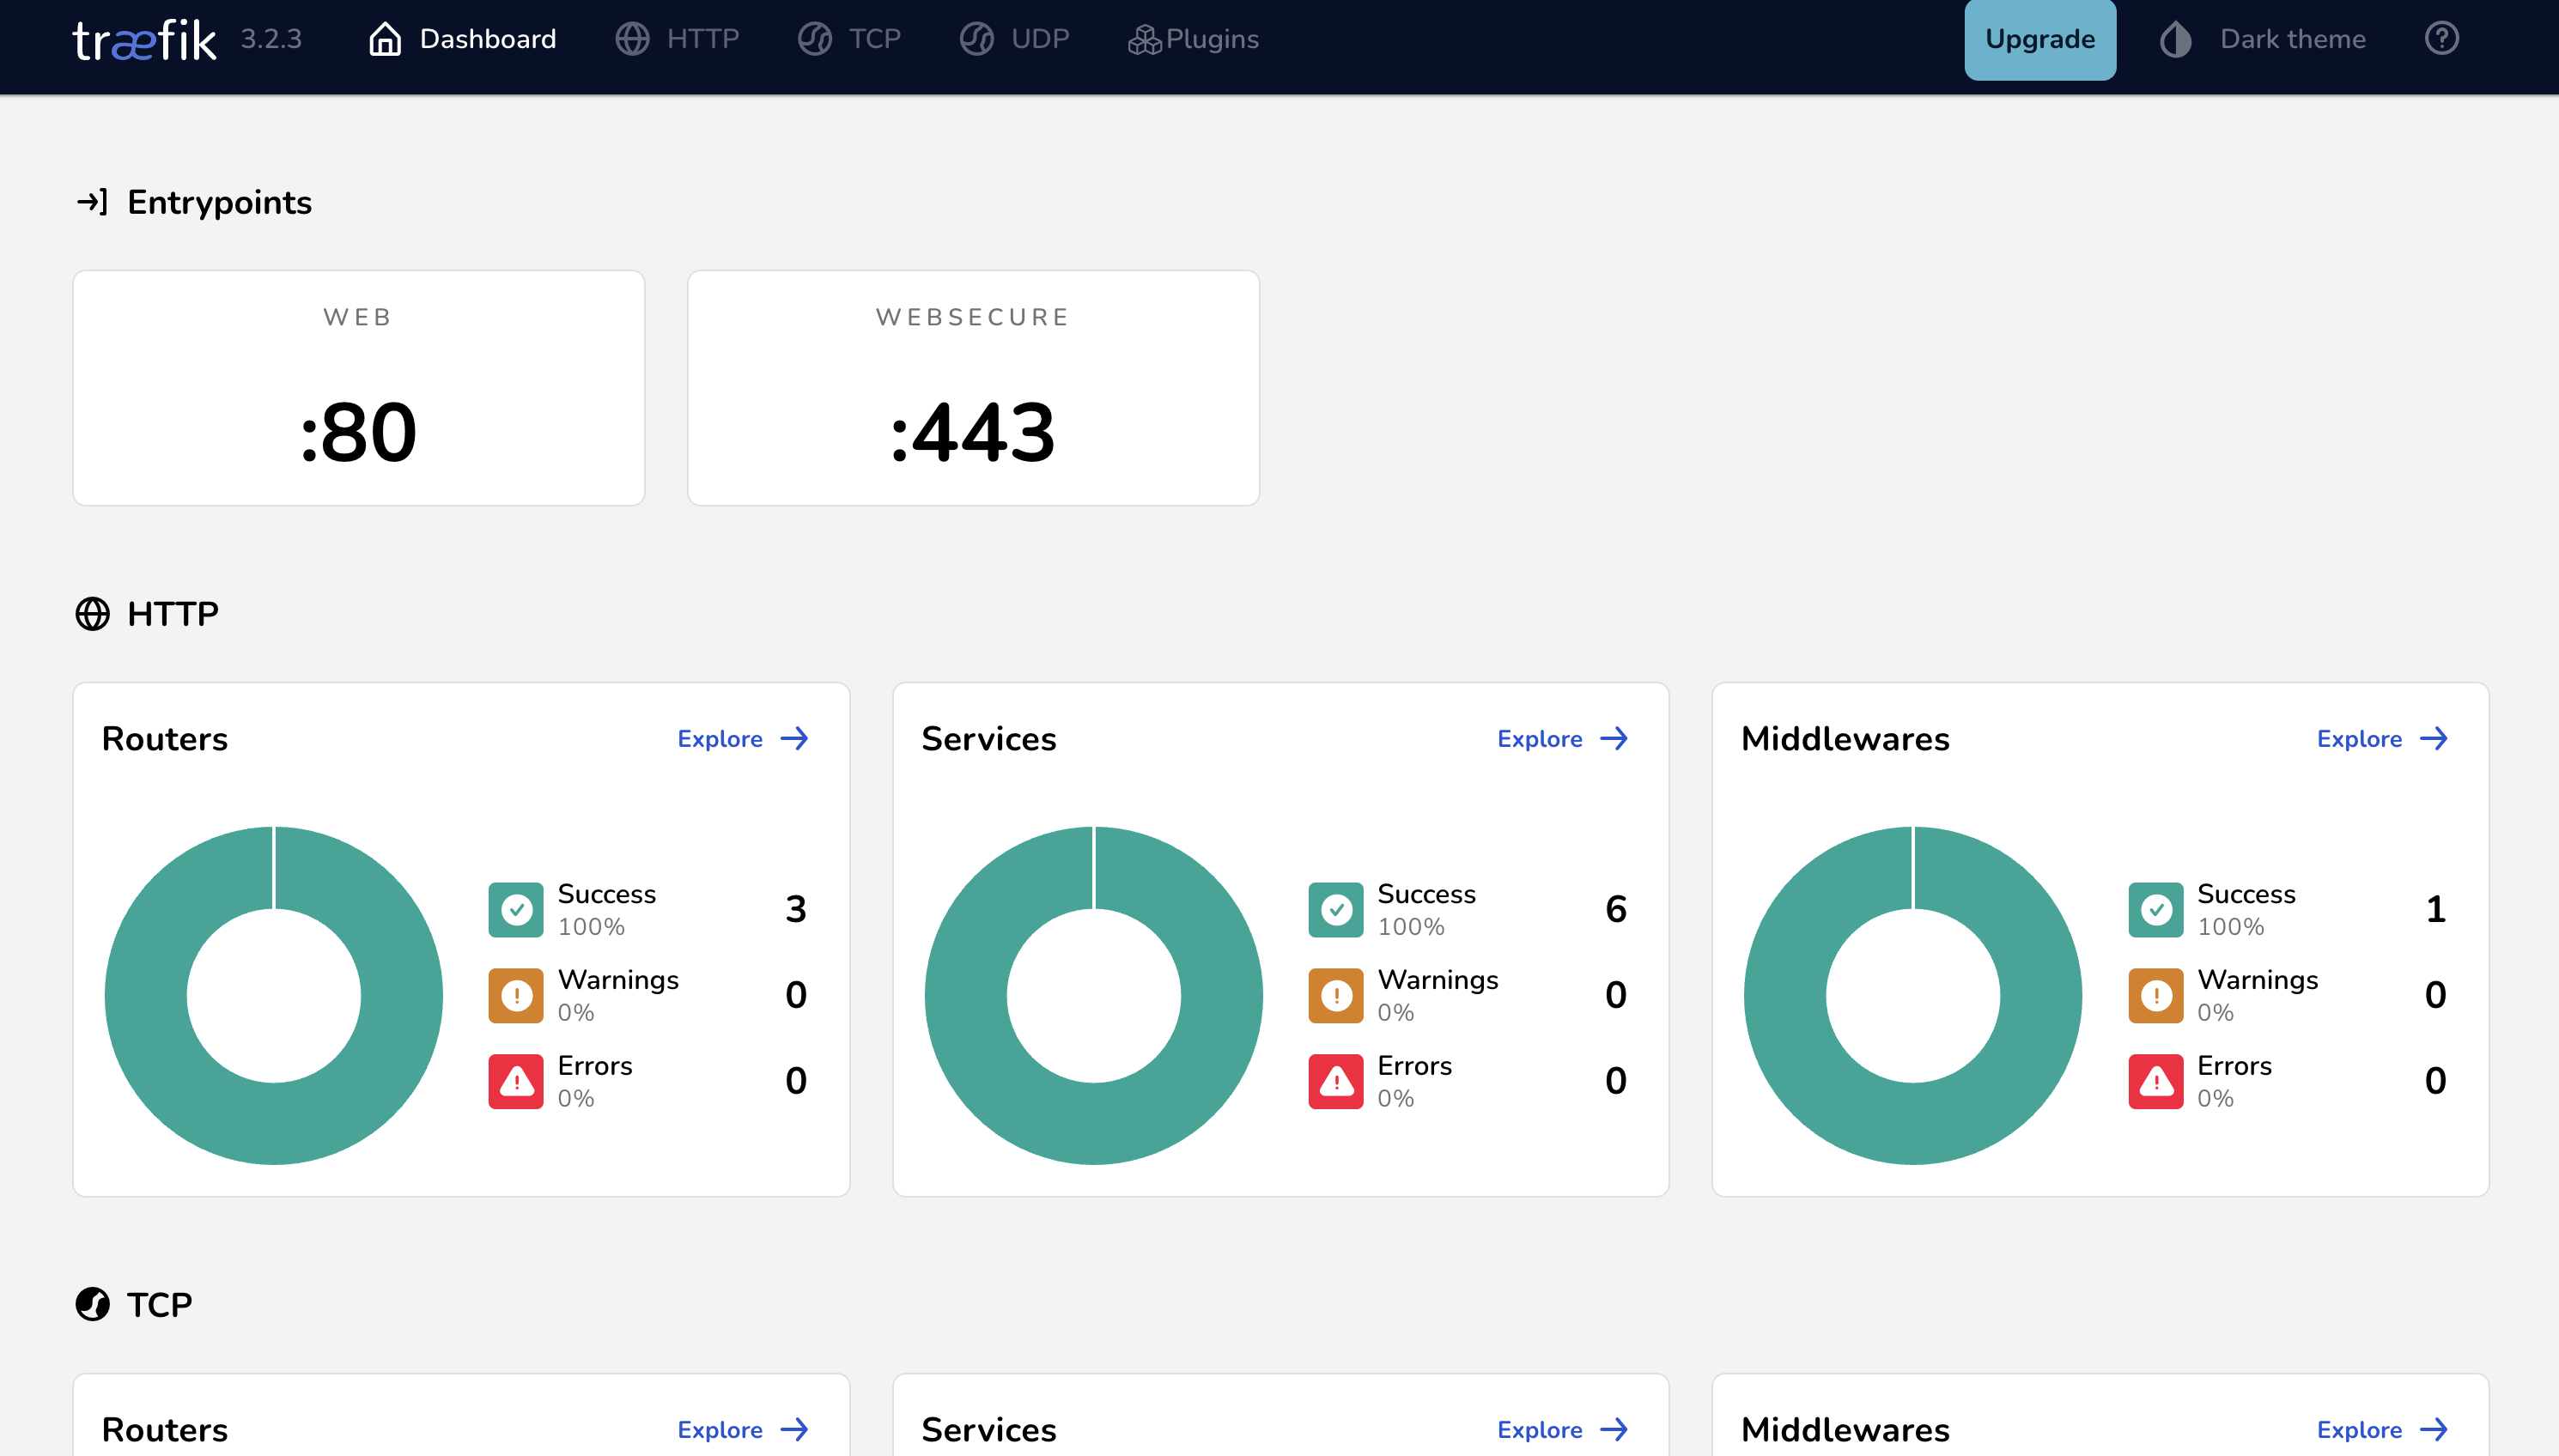 træfik 3.2.3 Dashboard HTTP TCP UDP Plugins Upgrade Dark theme
Entrypoints
WEB
:80
WEBSECURE
:443
HTTP
Routers Explore
Success 3
100%
Warnings 0
0%
Errors 0
0%
Services Explore
Success 6
100%
Warnings 0
0%
Errors 0
0%
Middlewares Explore
Success 1
100%
Warnings 0
0%
Errors 0
0%
TCP
Routers Explore
Services Explore
Middlewares Explore